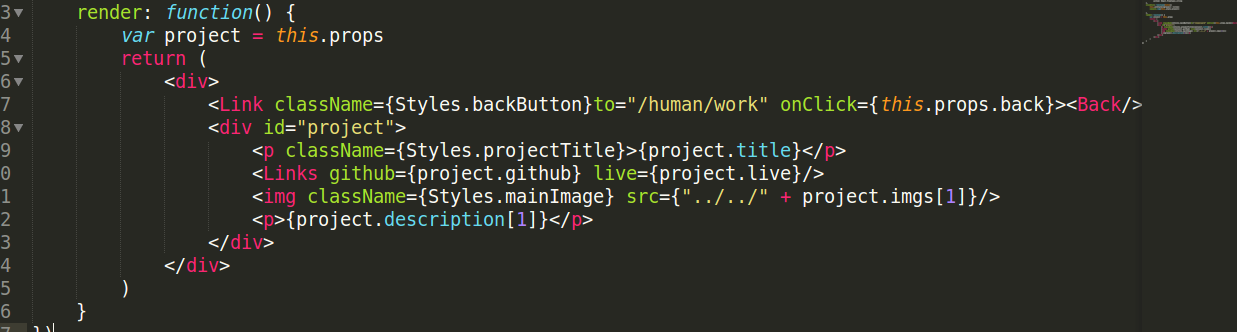 3 render: function() {
4 var project = this.props
5 return (
6 <div>
7 <Link className={Styles.backButton}to="/human/work" onClick={this.props.back}><Back/>
8 <div id="project">
9 <p className={Styles.projectTitle}>{project.title}</p>
0 <Links github={project.github} live={project.live}/>
1 <img className={Styles.mainImage} src={"../../" + project.imgs[1]}/>
2 <p>{project.description[1]}</p>
3 </div>
4 </div>
5 )
6 }
7 })